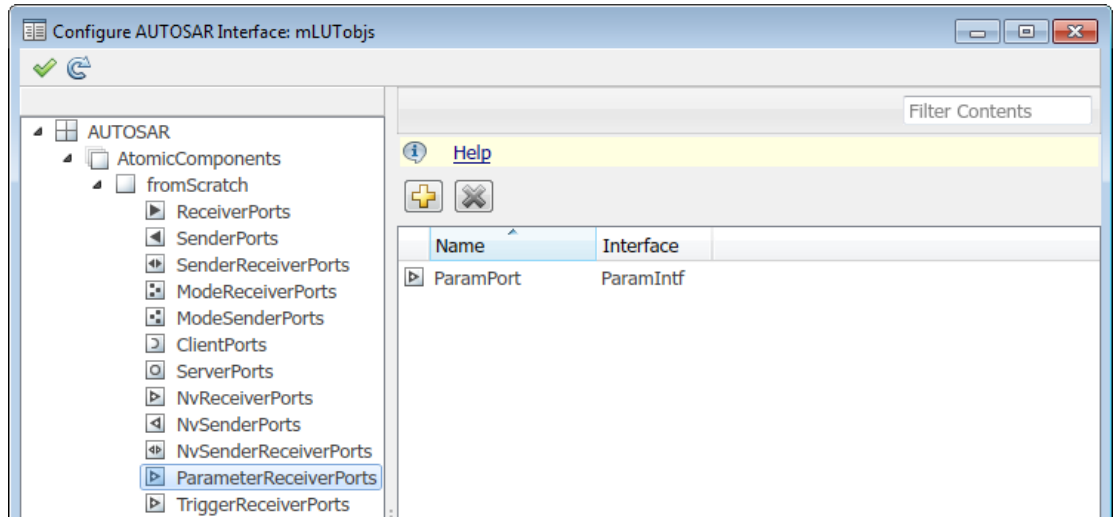 Configure AUTOSAR Interface: mLUTobjs
Filter Contents
AUTOSAR
AtomicComponents
fromScratch
ReceiverPorts
SenderPorts
SenderReceiverPorts
ModeReceiverPorts
ModeSenderPorts
ClientPorts
ServerPorts
NvReceiverPorts
NvSenderPorts
NvSenderReceiverPorts
ParameterReceiverPorts
TriggerReceiverPorts
Help
Name Interface
ParamPort ParamIntf